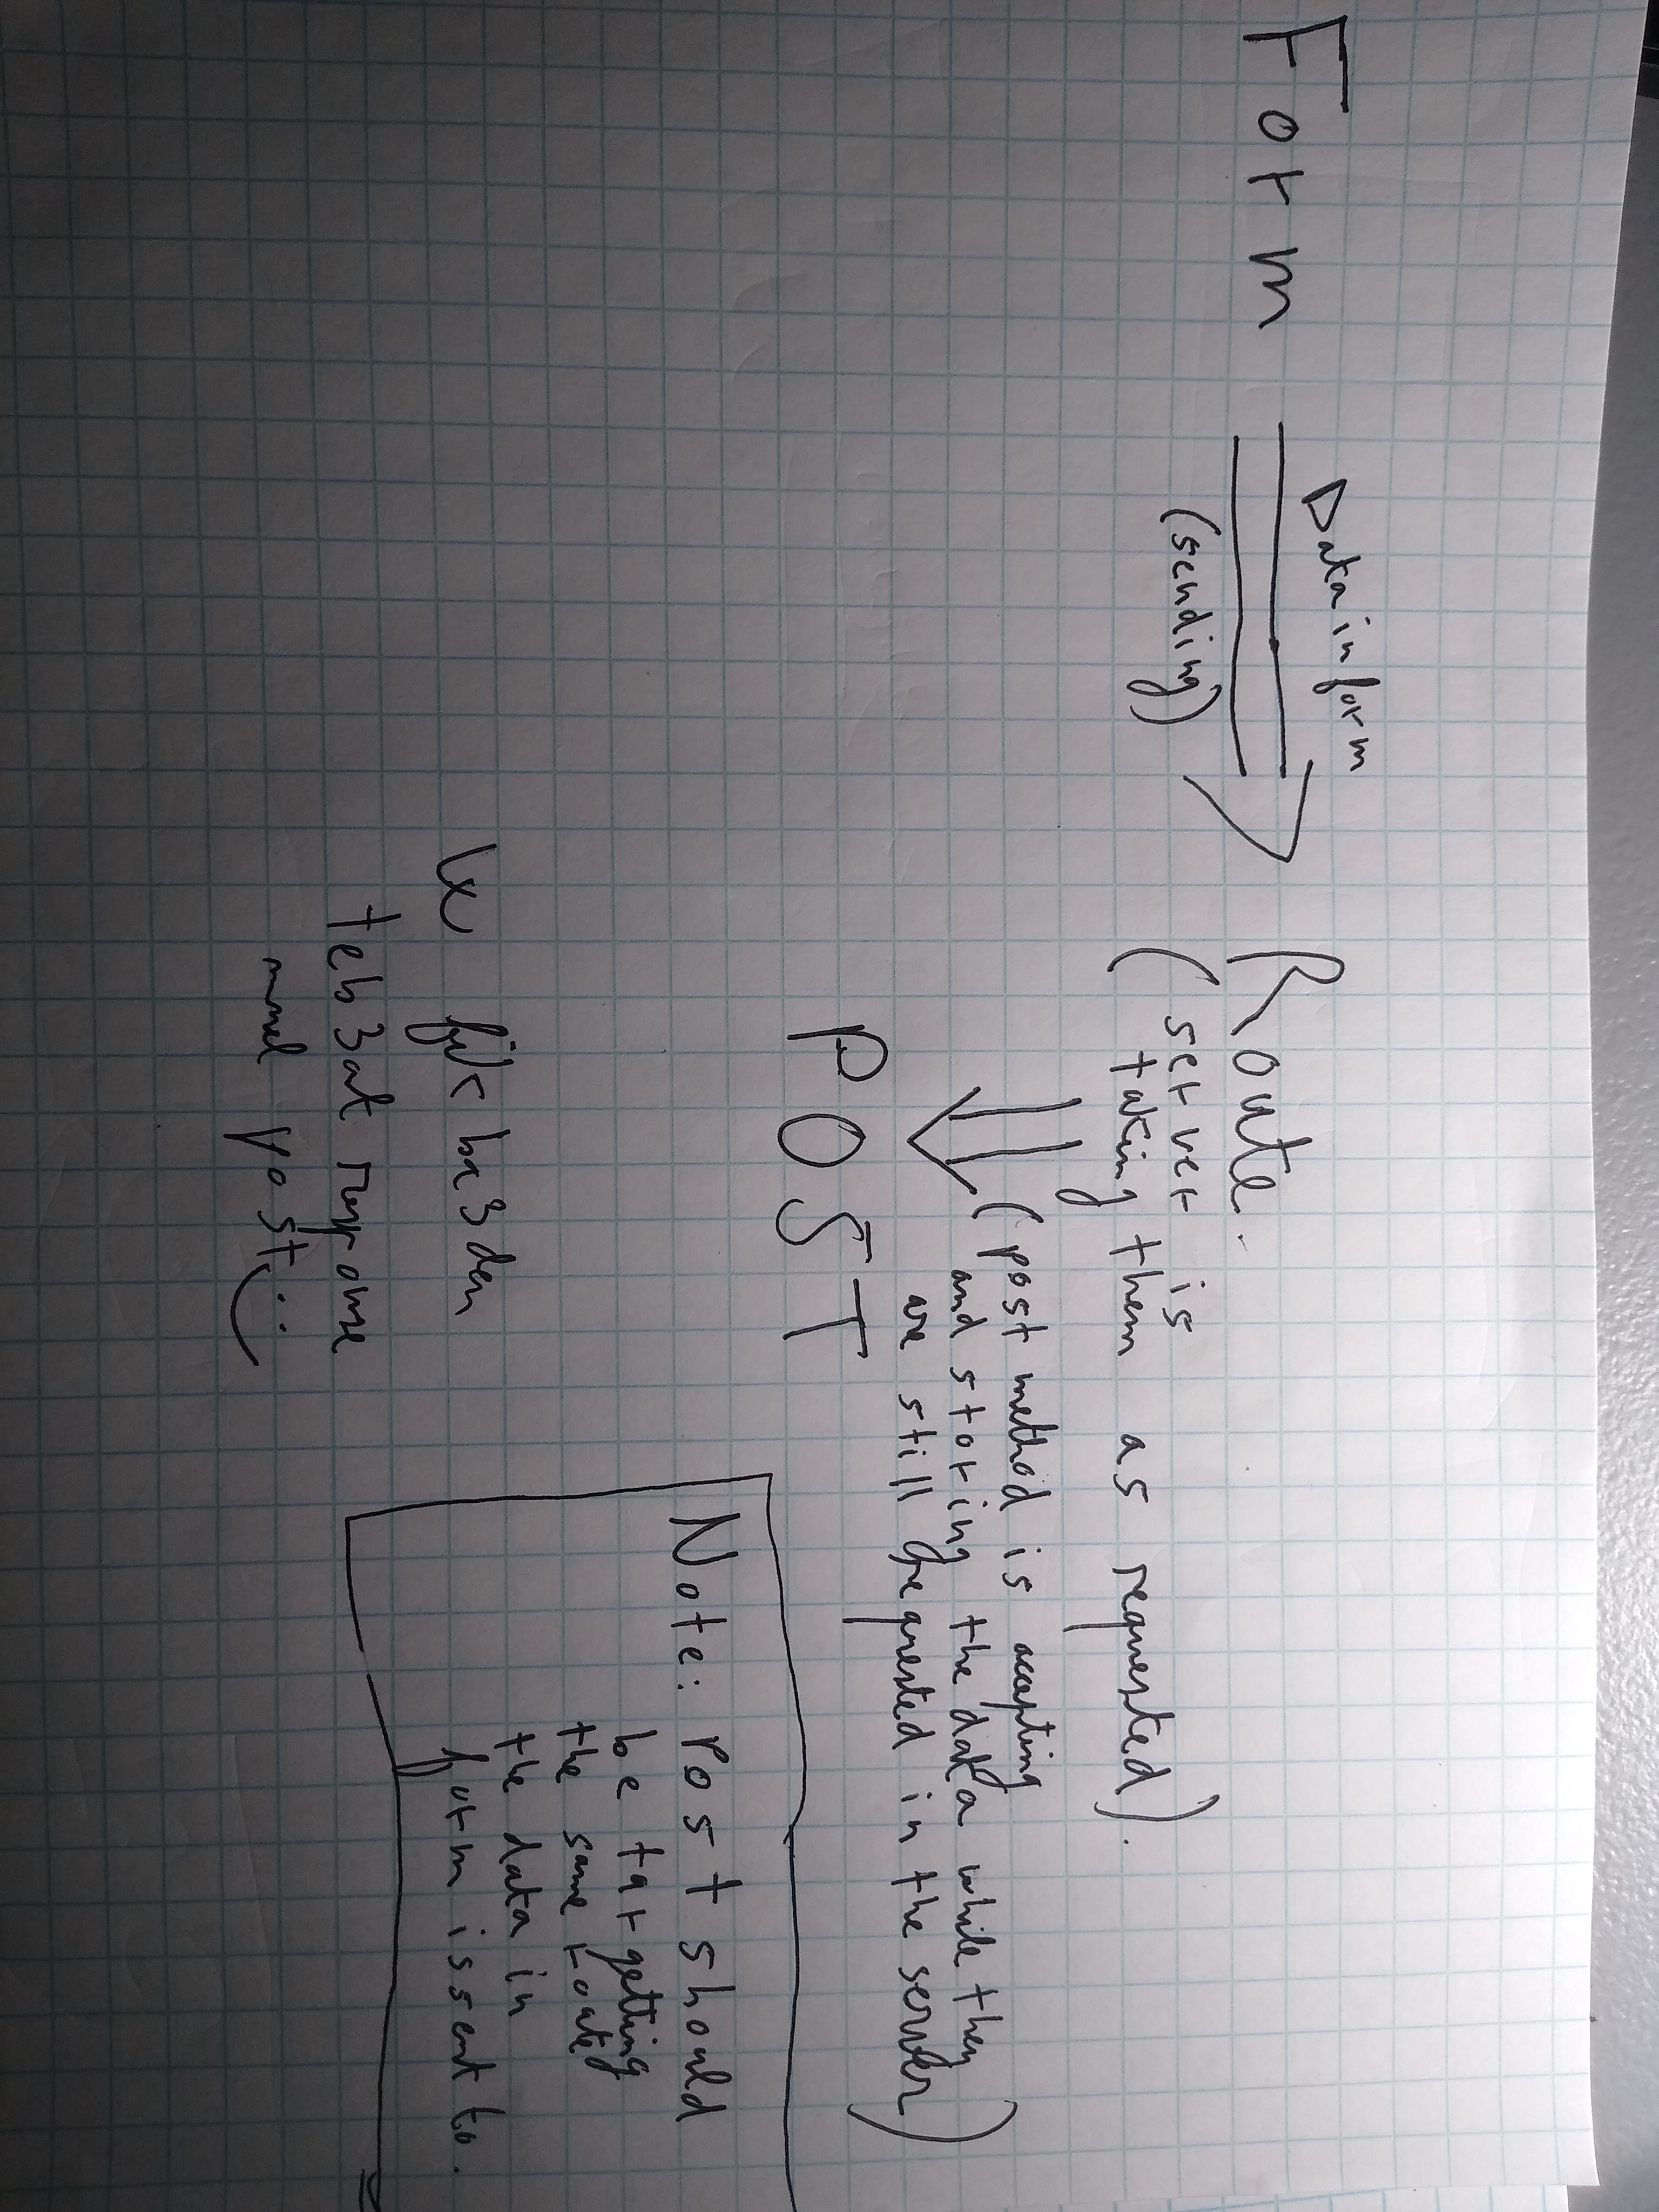 Form
Data in form
(sending)
Route.
(server is
taking them as requested).
(post method is accepting
and storing the data while they
are still requested in the server)
POST
Note: Post should
be targetting
the same route
the data in
form is sent to.
w fik ba3den
teb3at response
mnel post